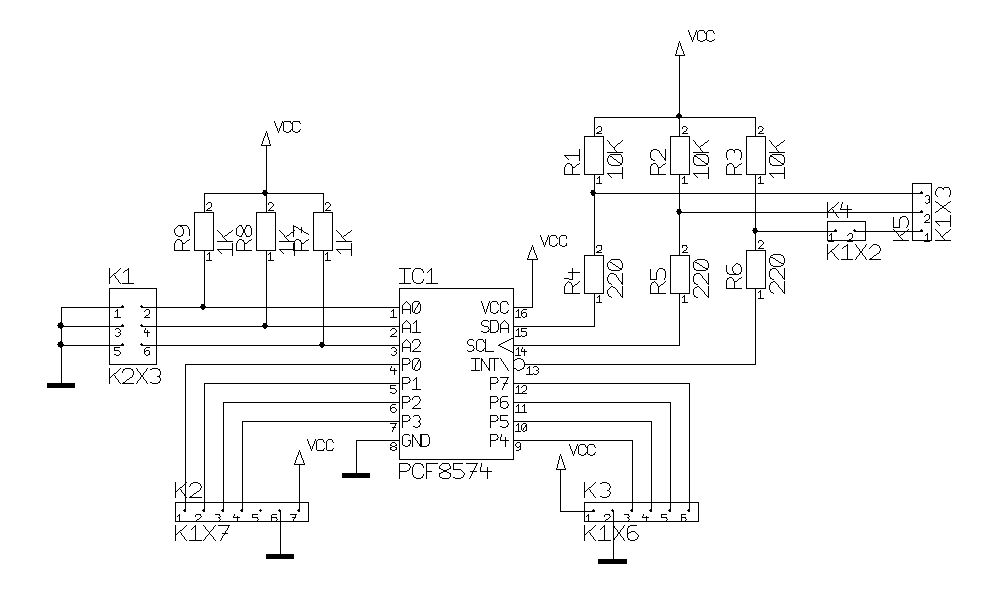 VCC
VCC
2 2 2
R1 10K R2 10K R3 10K
1 1 1
2 2 2
R9 1K R8 1K R7 1K
1 1 1
K4
1 2
K1X2
3
2
1
K5 K1X3
VCC
2 2 2
R4 220 R5 220 R6 220
1 1 1
K1
1 2
3 4
5 6
K2X3
IC1
1 A0 VCC 16
2 A1 SDA 15
3 A2 SCL 14
4 P0 INT\ 13
5 P1 P7 12
6 P2 P6 11
7 P3 P5 10
8 GND P4 9
PCF8574
VCC
VCC
K2
1 2 3 4 5 6 7
K1X7
K3
1 2 3 4 5 6
K1X6